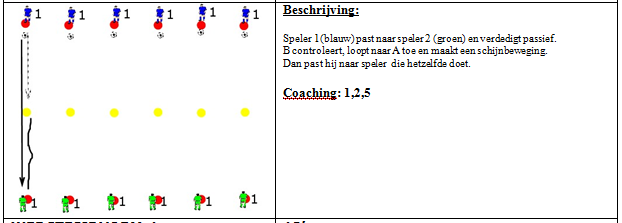 1 1 1 1 1 1
Beschrijving:
Speler 1(blauw) past naar speler 2 (groen) en verdedigt passief.
B controleert, loopt naar A toe en maakt een schijnbeweging.
Dan past hij naar speler die hetzelfde doet.
Coaching: 1,2,5
1 1 1 1 1 1